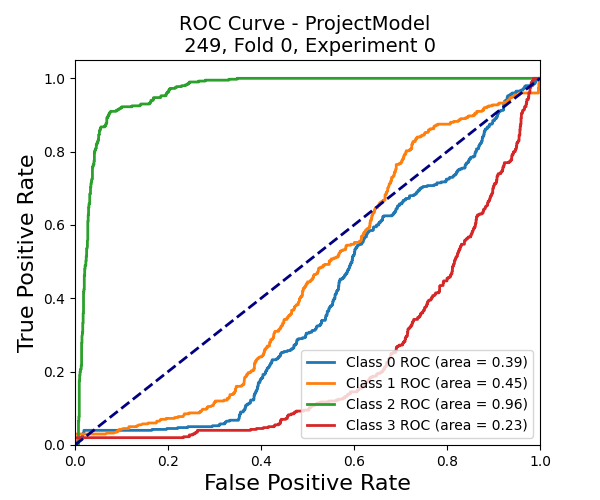 ROC Curve - ProjectModel
249, Fold 0, Experiment 0
True Positive Rate
1.0
0.8
0.6
0.4
0.2
0.0
Class 0 ROC (area = 0.39)
Class 1 ROC (area = 0.45)
Class 2 ROC (area = 0.96)
Class 3 ROC (area = 0.23)
0.0 0.2 0.4 0.6 0.8 1.0
False Positive Rate